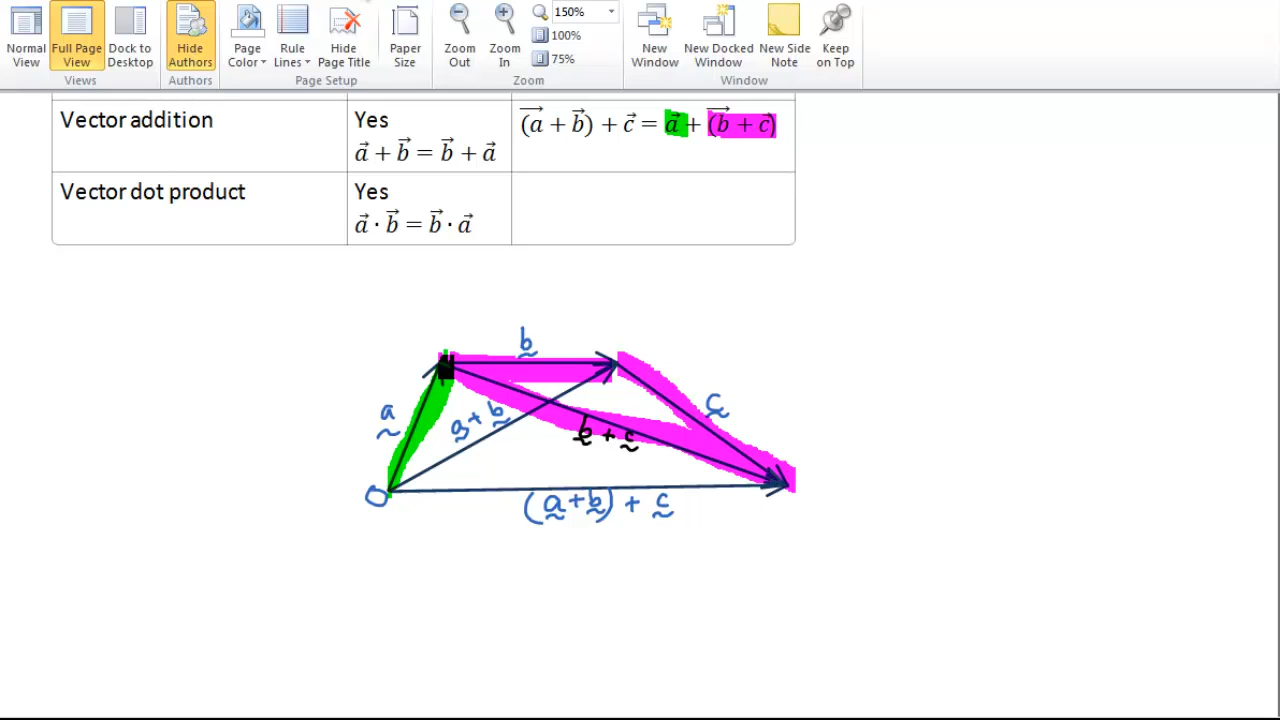 Normal View
Full Page View
Dock to Desktop
Hide Authors
Page Color
Rule Lines
Hide Page Title
Paper Size
Zoom Out
Zoom In
150%
100%
75%
New Window
New Docked Window
New Side Note
Keep on Top
Views
Authors
Page Setup
Zoom
Window
Vector addition
Yes
a⃗ + b⃗ = b⃗ + a⃗
(a⃗ + b⃗) + c⃗ = a⃗ + (b⃗ + c⃗)
Vector dot product
Yes
a⃗ · b⃗ = b⃗ · a⃗
b
a
c
a + b
b + c
O
(a + b) + c